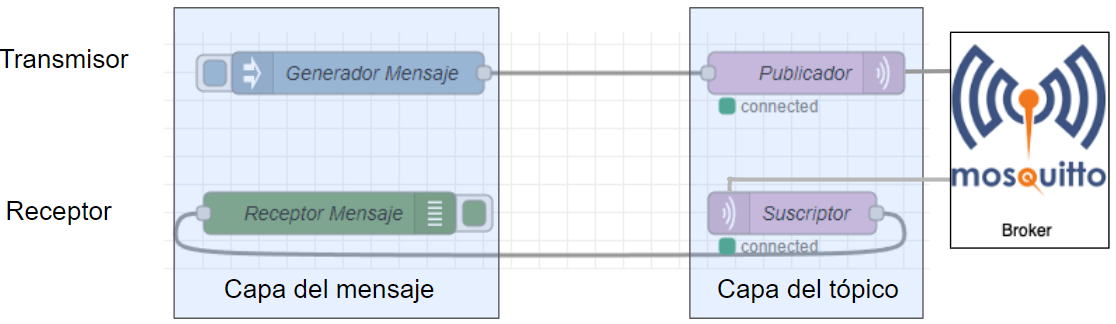 Transmisor
Generador Mensaje
Publicador
connected
mosquitto
Receptor
Receptor Mensaje
Suscriptor
connected
Broker
Capa del mensaje
Capa del tópico